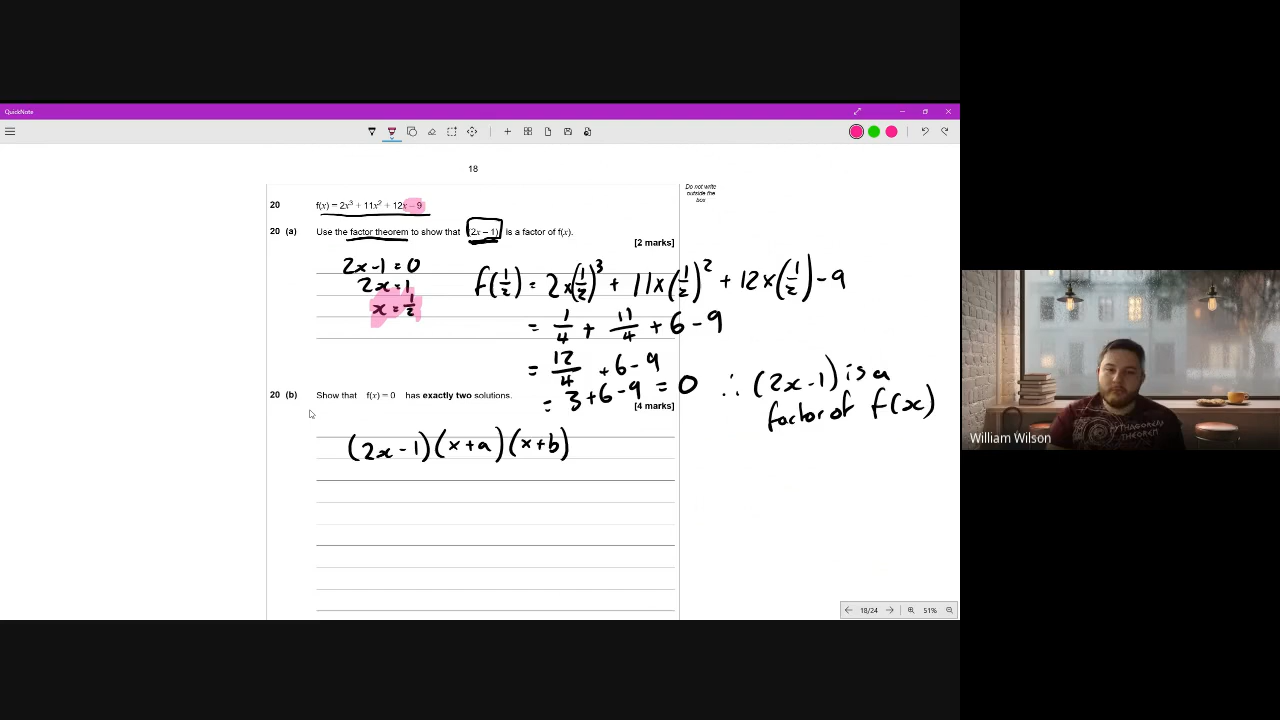 QuickNote
18
Do not write
outside the
box
20 f(x) = 2x³ + 11x² + 12x – 9
20 (a) Use the factor theorem to show that (2x – 1) is a factor of f(x).
[2 marks]
2x-1=0
2x=1
x=1/2
f(1/2) = 2×(1/2)³ + 11×(1/2)² + 12×(1/2) - 9
= 1/4 + 11/4 + 6 - 9
= 12/4 + 6 - 9
= 3 + 6 - 9 = 0 ∴ (2x-1) is a
factor of f(x)
20 (b) Show that f(x) = 0 has exactly two solutions.
[4 marks]
(2x-1)(x+a)(x+b)
PYTHAGOREM
THEOREM
William Wilson
18/24
51%